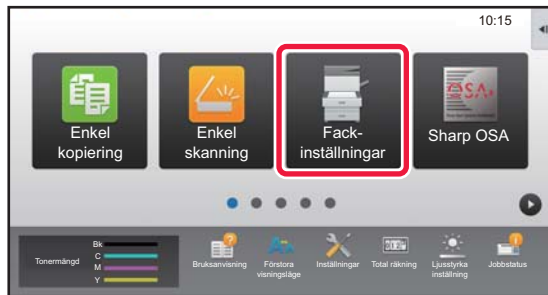 10:15
Enkel
kopiering
Enkel
skanning
Fack-
inställningar
Sharp OSA
Tonermängd
Bk
C
M
Y
Bruksanvisning
Förstora
visningsläge
Inställningar
Total räkning
Ljusstyrka
inställning
Jobbstatus